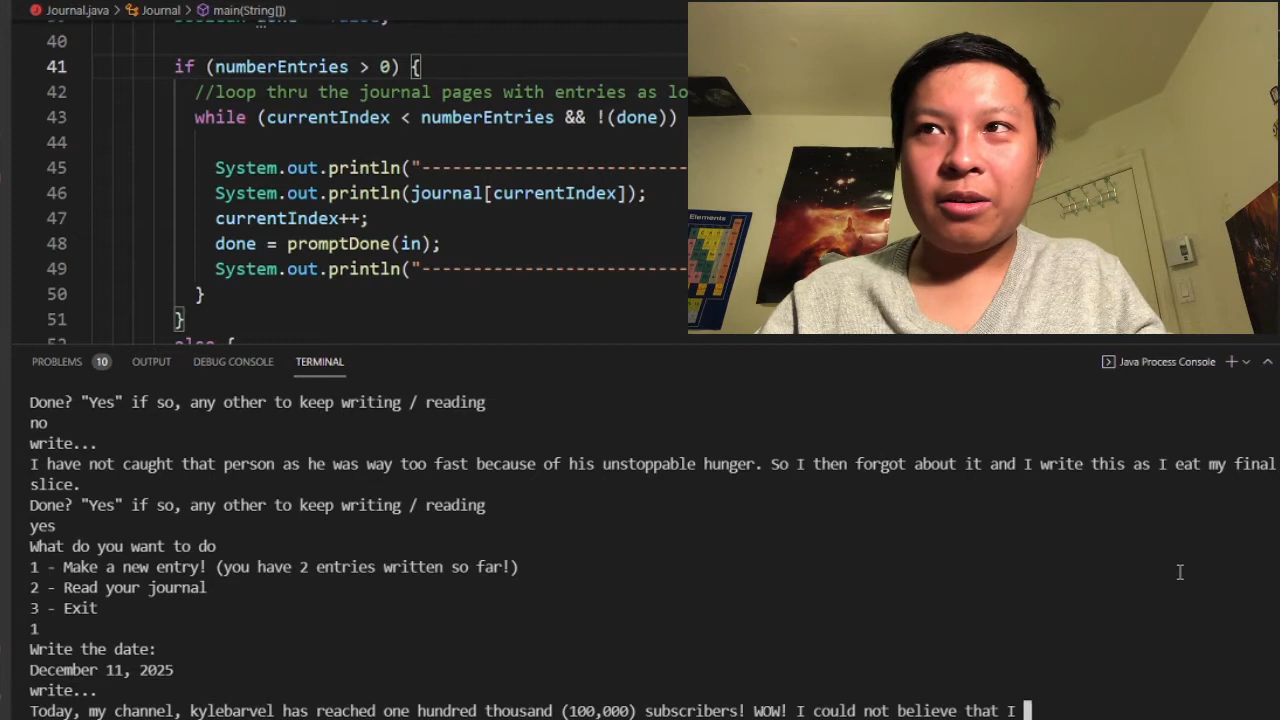 Journal.java > Journal > main(String[])
40
41 if (numberEntries > 0) {
42 //loop thru the journal pages with entries as lo
43 while (currentIndex < numberEntries && !(done))
44
45 System.out.println("--------------------------------
46 System.out.println(journal[currentIndex]);
47 currentIndex++;
48 done = promptDone(in);
49 System.out.println("--------------------------------
50 }
51 }
Elements
PROBLEMS 10 OUTPUT DEBUG CONSOLE TERMINAL Java Process Console
Done? "Yes" if so, any other to keep writing / reading
no
write...
I have not caught that person as he was way too fast because of his unstoppable hunger. So I then forgot about it and I write this as I eat my final
slice.
Done? "Yes" if so, any other to keep writing / reading
yes
What do you want to do
1 - Make a new entry! (you have 2 entries written so far!)
2 - Read your journal
3 - Exit
1
Write the date:
December 11, 2025
write...
Today, my channel, kylebarvel has reached one hundred thousand (100,000) subscribers! WOW! I could not believe that I